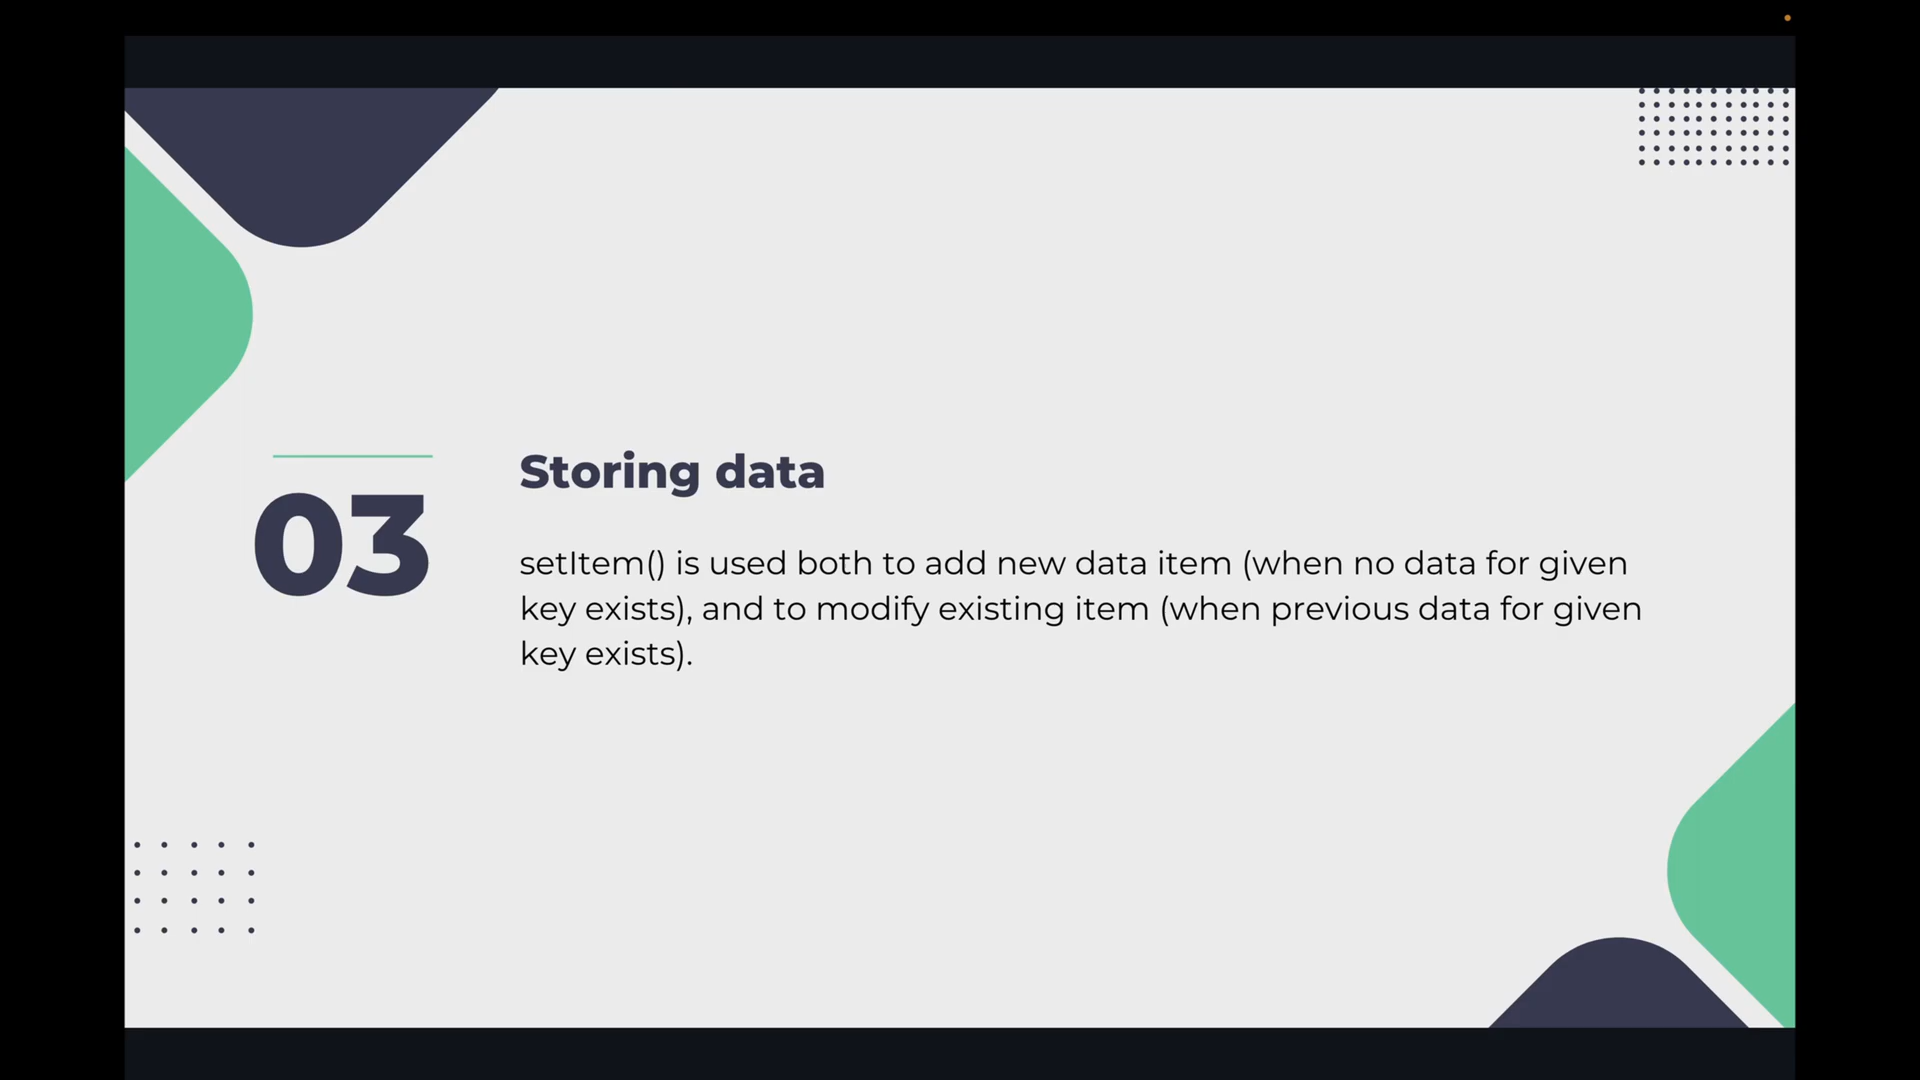 03
Storing data
setItem() is used both to add new data item (when no data for given
key exists), and to modify existing item (when previous data for given
key exists).